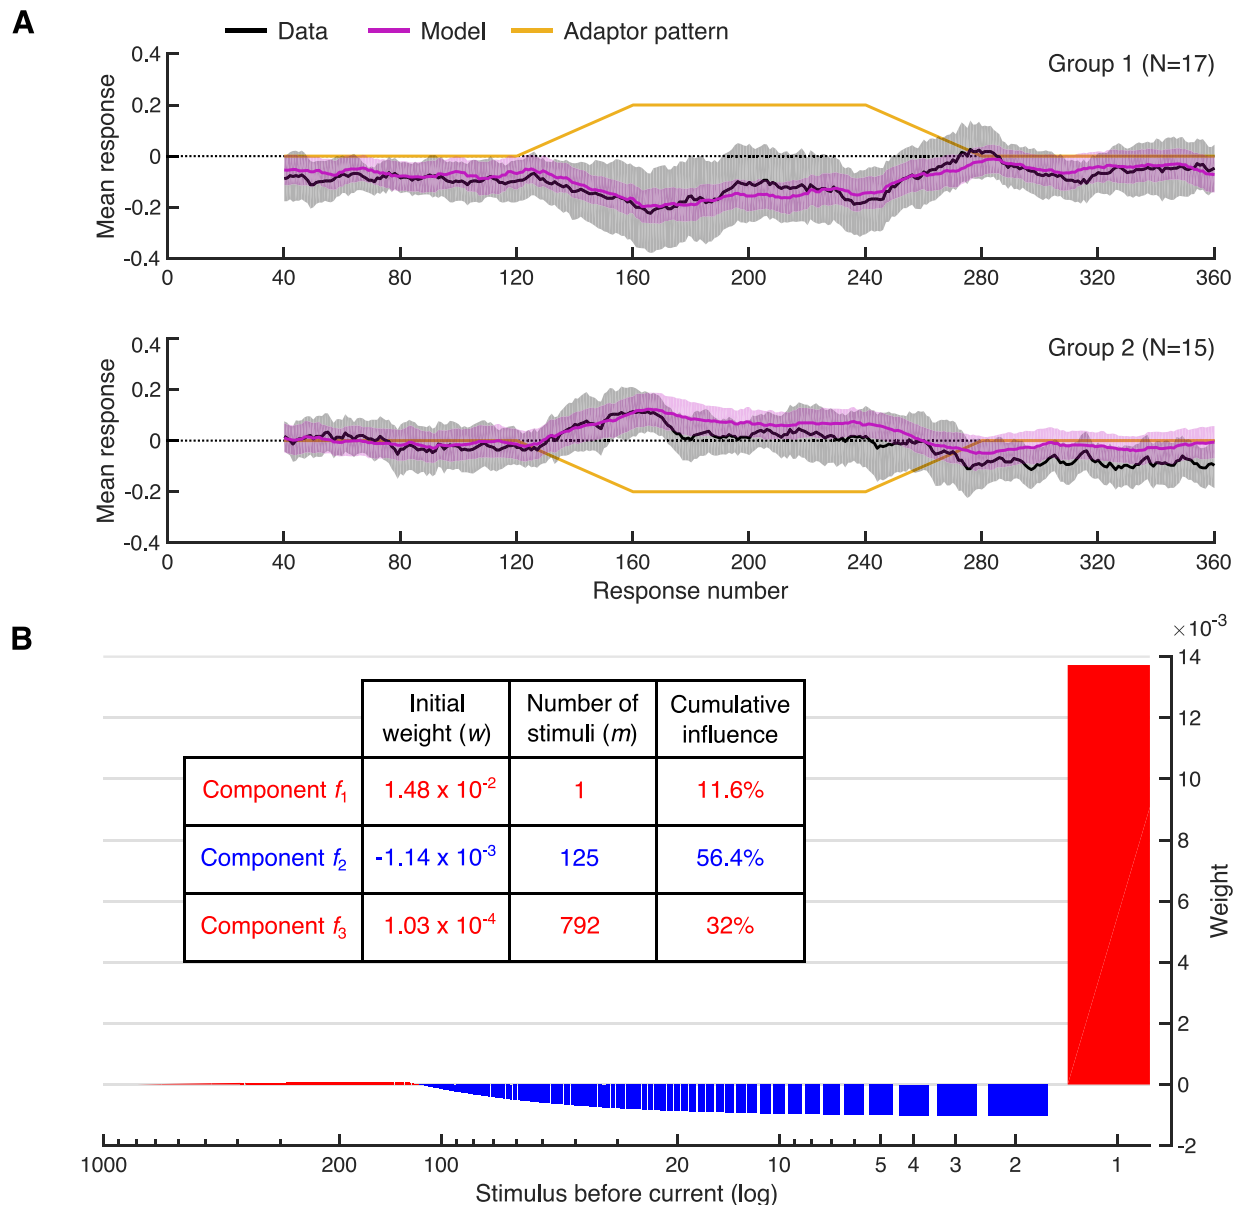 A
Data Model Adaptor pattern
Group 1 (N=17)
Mean response
0.4
0.2
0
-0.2
-0.4
0 40 80 120 160 200 240 280 320 360
Group 2 (N=15)
Mean response
0.4
0.2
0
-0.2
-0.4
0 40 80 120 160 200 240 280 320 360
Response number
B
×10⁻³
14
12
10
8
6
4
2
0
-2
Weight
Initial weight (w) Number of stimuli (m) Cumulative influence
Component f₁ 1.48 x 10⁻² 1 11.6%
Component f₂ -1.14 x 10⁻³ 125 56.4%
Component f₃ 1.03 x 10⁻⁴ 792 32%
1000 200 100 20 10 5 4 3 2 1
Stimulus before current (log)